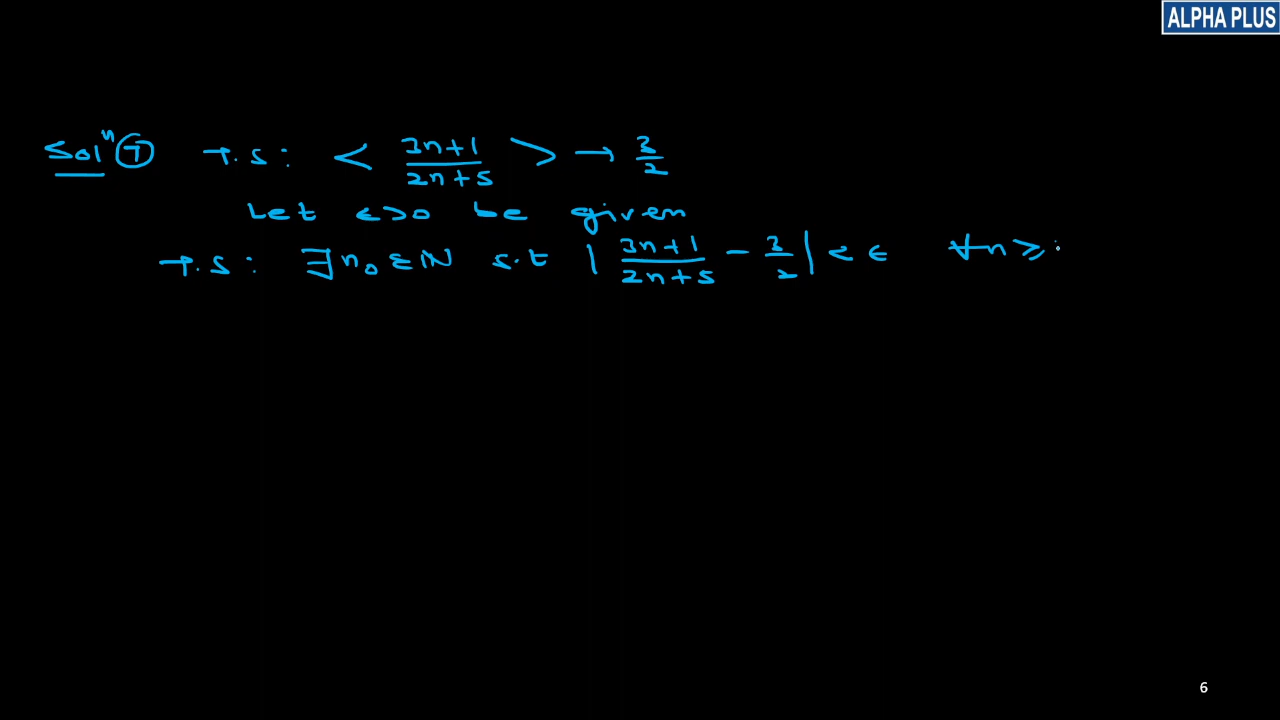 ALPHA PLUS
Solⁿ ⑦ T.S: < (3n+1)/(2n+5) > → 3/2
Let ϵ>0 be given
T.S: ∃ n₀ ∈ ℕ s.t | (3n+1)/(2n+5) - 3/2 | < ϵ ∀n ≥
6